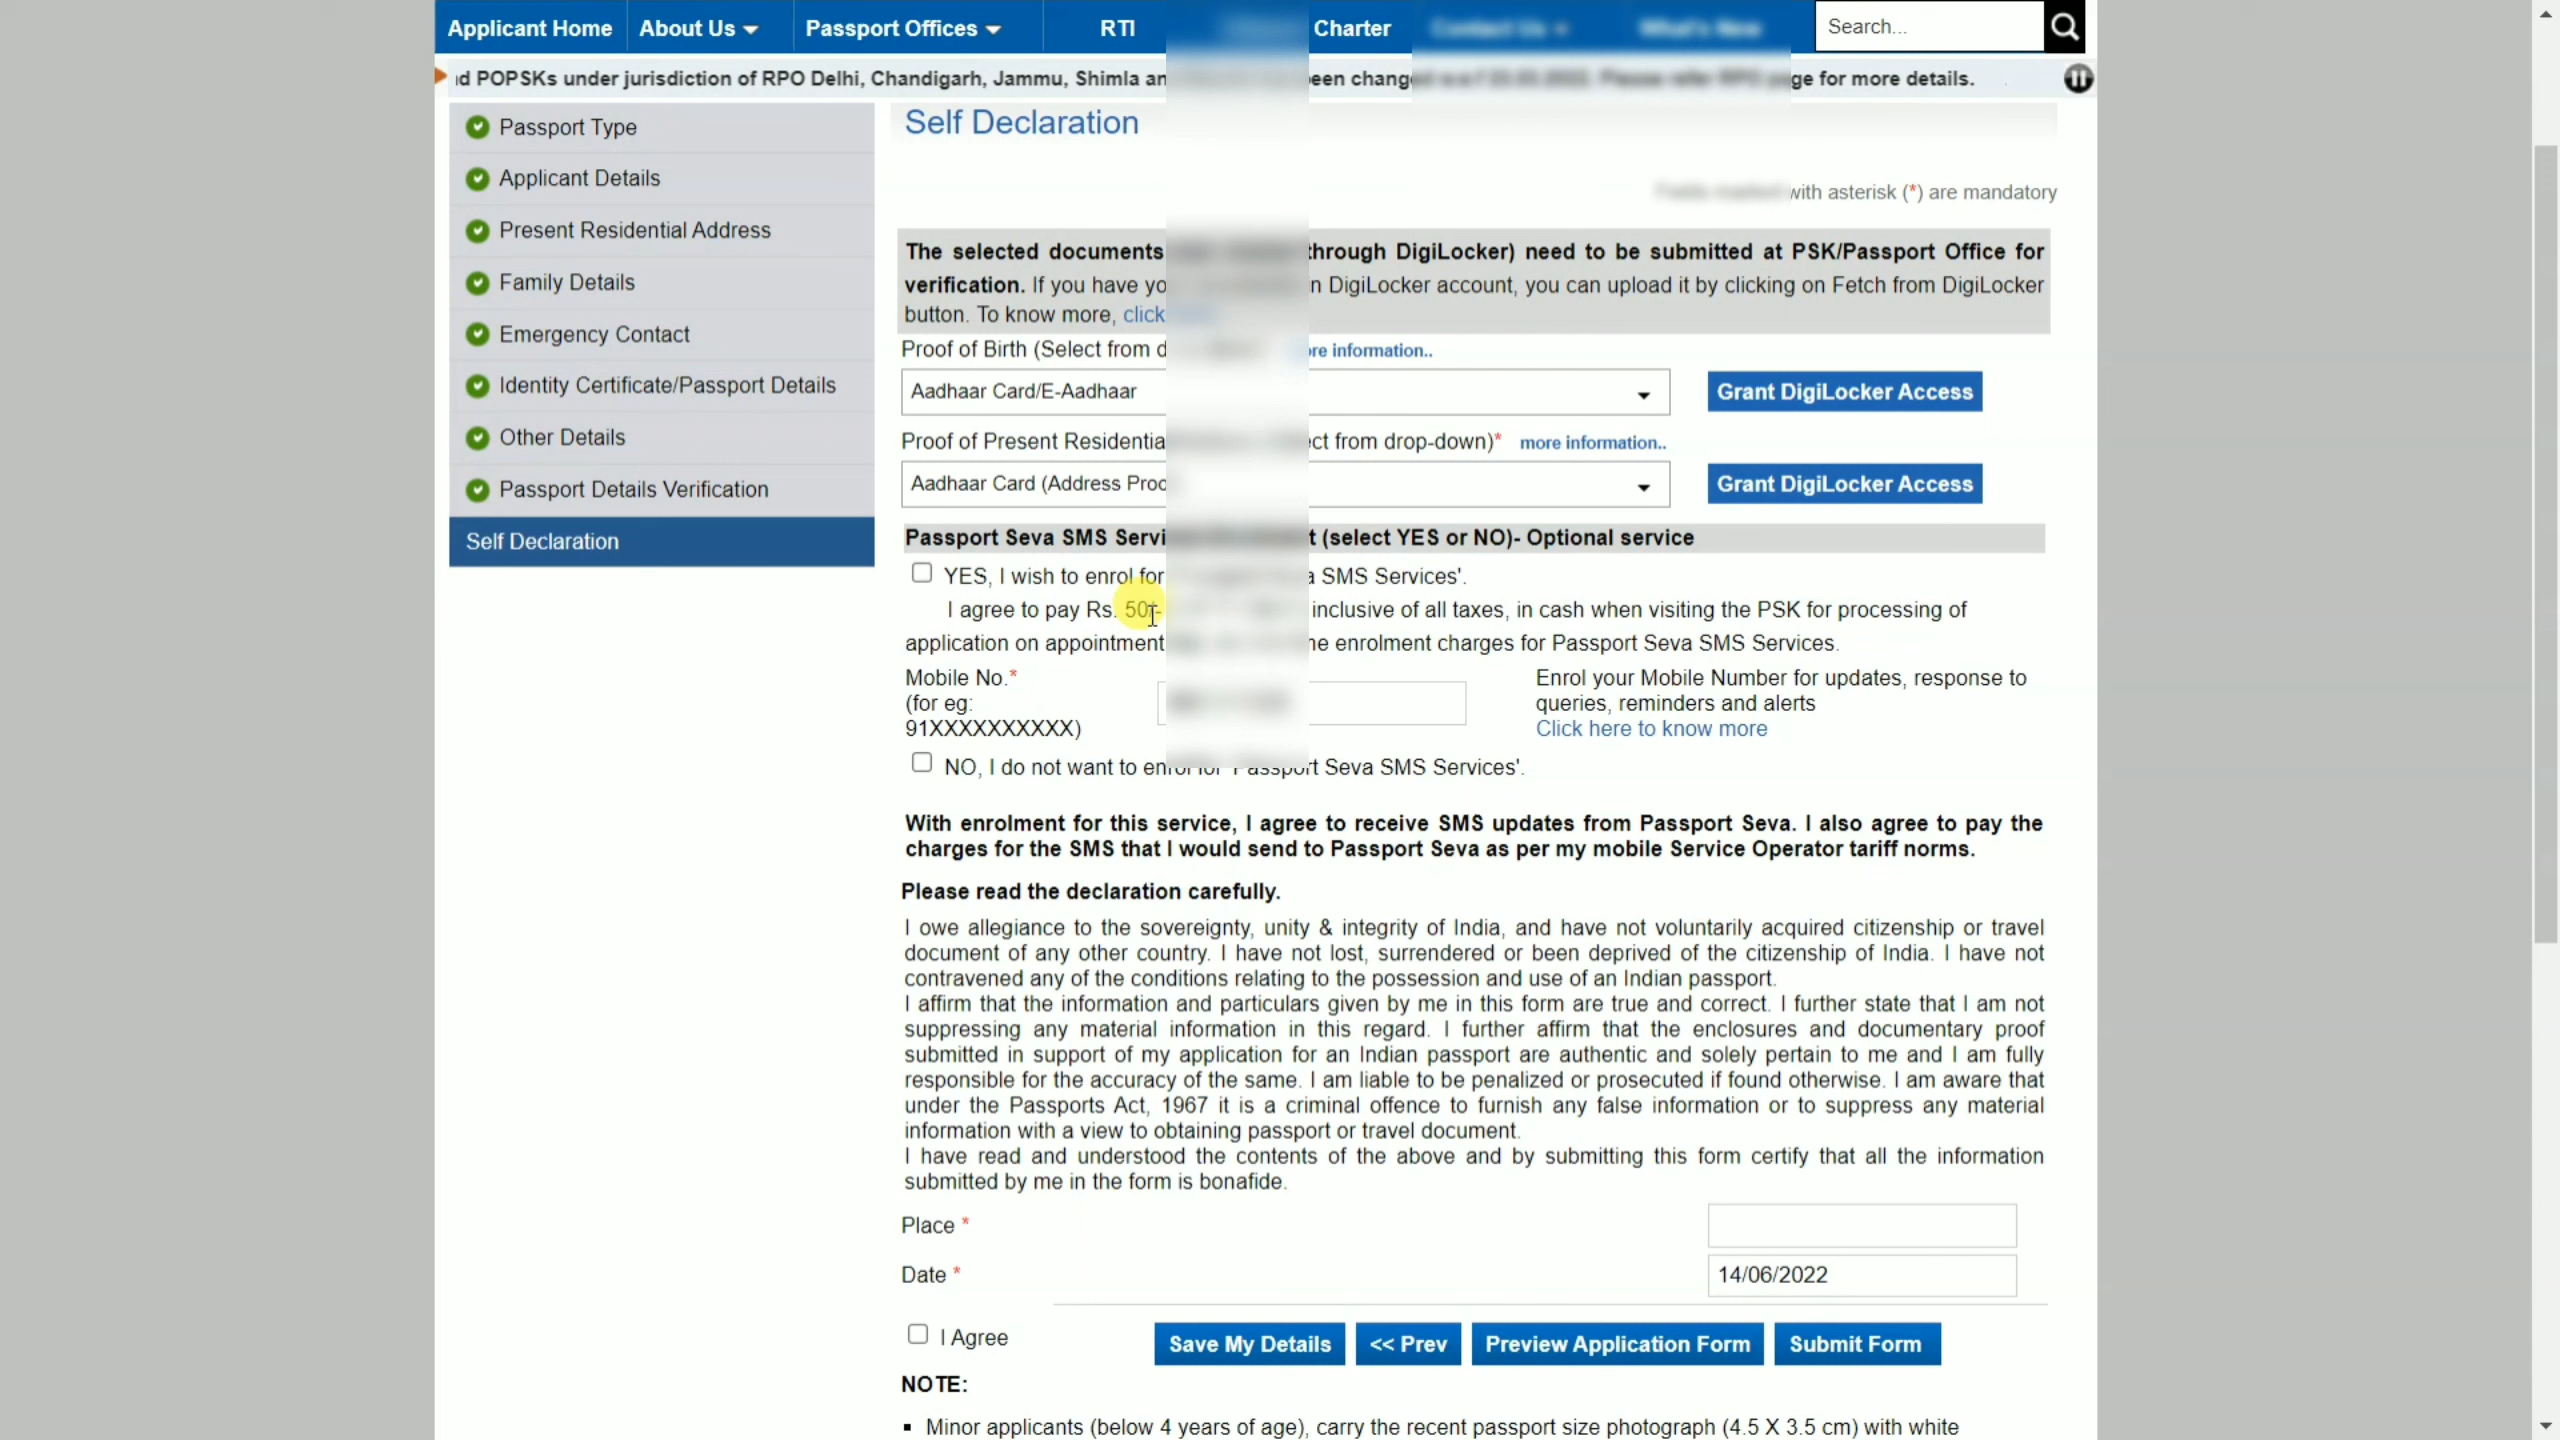 Applicant Home About Us Passport Offices RTI Charter Search...
nd POPSKs under jurisdiction of RPO Delhi, Chandigarh, Jammu, Shimla an een change ge for more details.
Self Declaration
with asterisk (*) are mandatory
Passport Type
Applicant Details
Present Residential Address
Family Details
Emergency Contact
Identity Certificate/Passport Details
Other Details
Passport Details Verification
Self Declaration
The selected documents through DigiLocker) need to be submitted at PSK/Passport Office for
verification. If you have yo n DigiLocker account, you can upload it by clicking on Fetch from DigiLocker
button. To know more, click
Proof of Birth (Select from d re information..
Aadhaar Card/E-Aadhaar Grant DigiLocker Access
Proof of Present Residentia ct from drop-down)* more information..
Aadhaar Card (Address Proo Grant DigiLocker Access
Passport Seva SMS Servi t (select YES or NO)- Optional service
YES, I wish to enrol for SMS Services'.
I agree to pay Rs. 50/- inclusive of all taxes, in cash when visiting the PSK for processing of
application on appointment e enrolment charges for Passport Seva SMS Services.
Mobile No.*
(for eg:
91XXXXXXXXXX)
Enrol your Mobile Number for updates, response to
queries, reminders and alerts
Click here to know more
NO, I do not want to enrol for 'Passport Seva SMS Services'.
With enrolment for this service, I agree to receive SMS updates from Passport Seva. I also agree to pay the
charges for the SMS that I would send to Passport Seva as per my mobile Service Operator tariff norms.
Please read the declaration carefully.
I owe allegiance to the sovereignty, unity & integrity of India, and have not voluntarily acquired citizenship or travel
document of any other country. I have not lost, surrendered or been deprived of the citizenship of India. I have not
contravened any of the conditions relating to the possession and use of an Indian passport.
I affirm that the information and particulars given by me in this form are true and correct. I further state that I am not
suppressing any material information in this regard. I further affirm that the enclosures and documentary proof
submitted in support of my application for an Indian passport are authentic and solely pertain to me and I am fully
responsible for the accuracy of the same. I am liable to be penalized or prosecuted if found otherwise. I am aware that
under the Passports Act, 1967 it is a criminal offence to furnish any false information or to suppress any material
information with a view to obtaining passport or travel document.
I have read and understood the contents of the above and by submitting this form certify that all the information
submitted by me in the form is bonafide.
Place *
Date * 14/06/2022
I Agree Save My Details << Prev Preview Application Form Submit Form
NOTE:
▪ Minor applicants (below 4 years of age), carry the recent passport size photograph (4.5 X 3.5 cm) with white